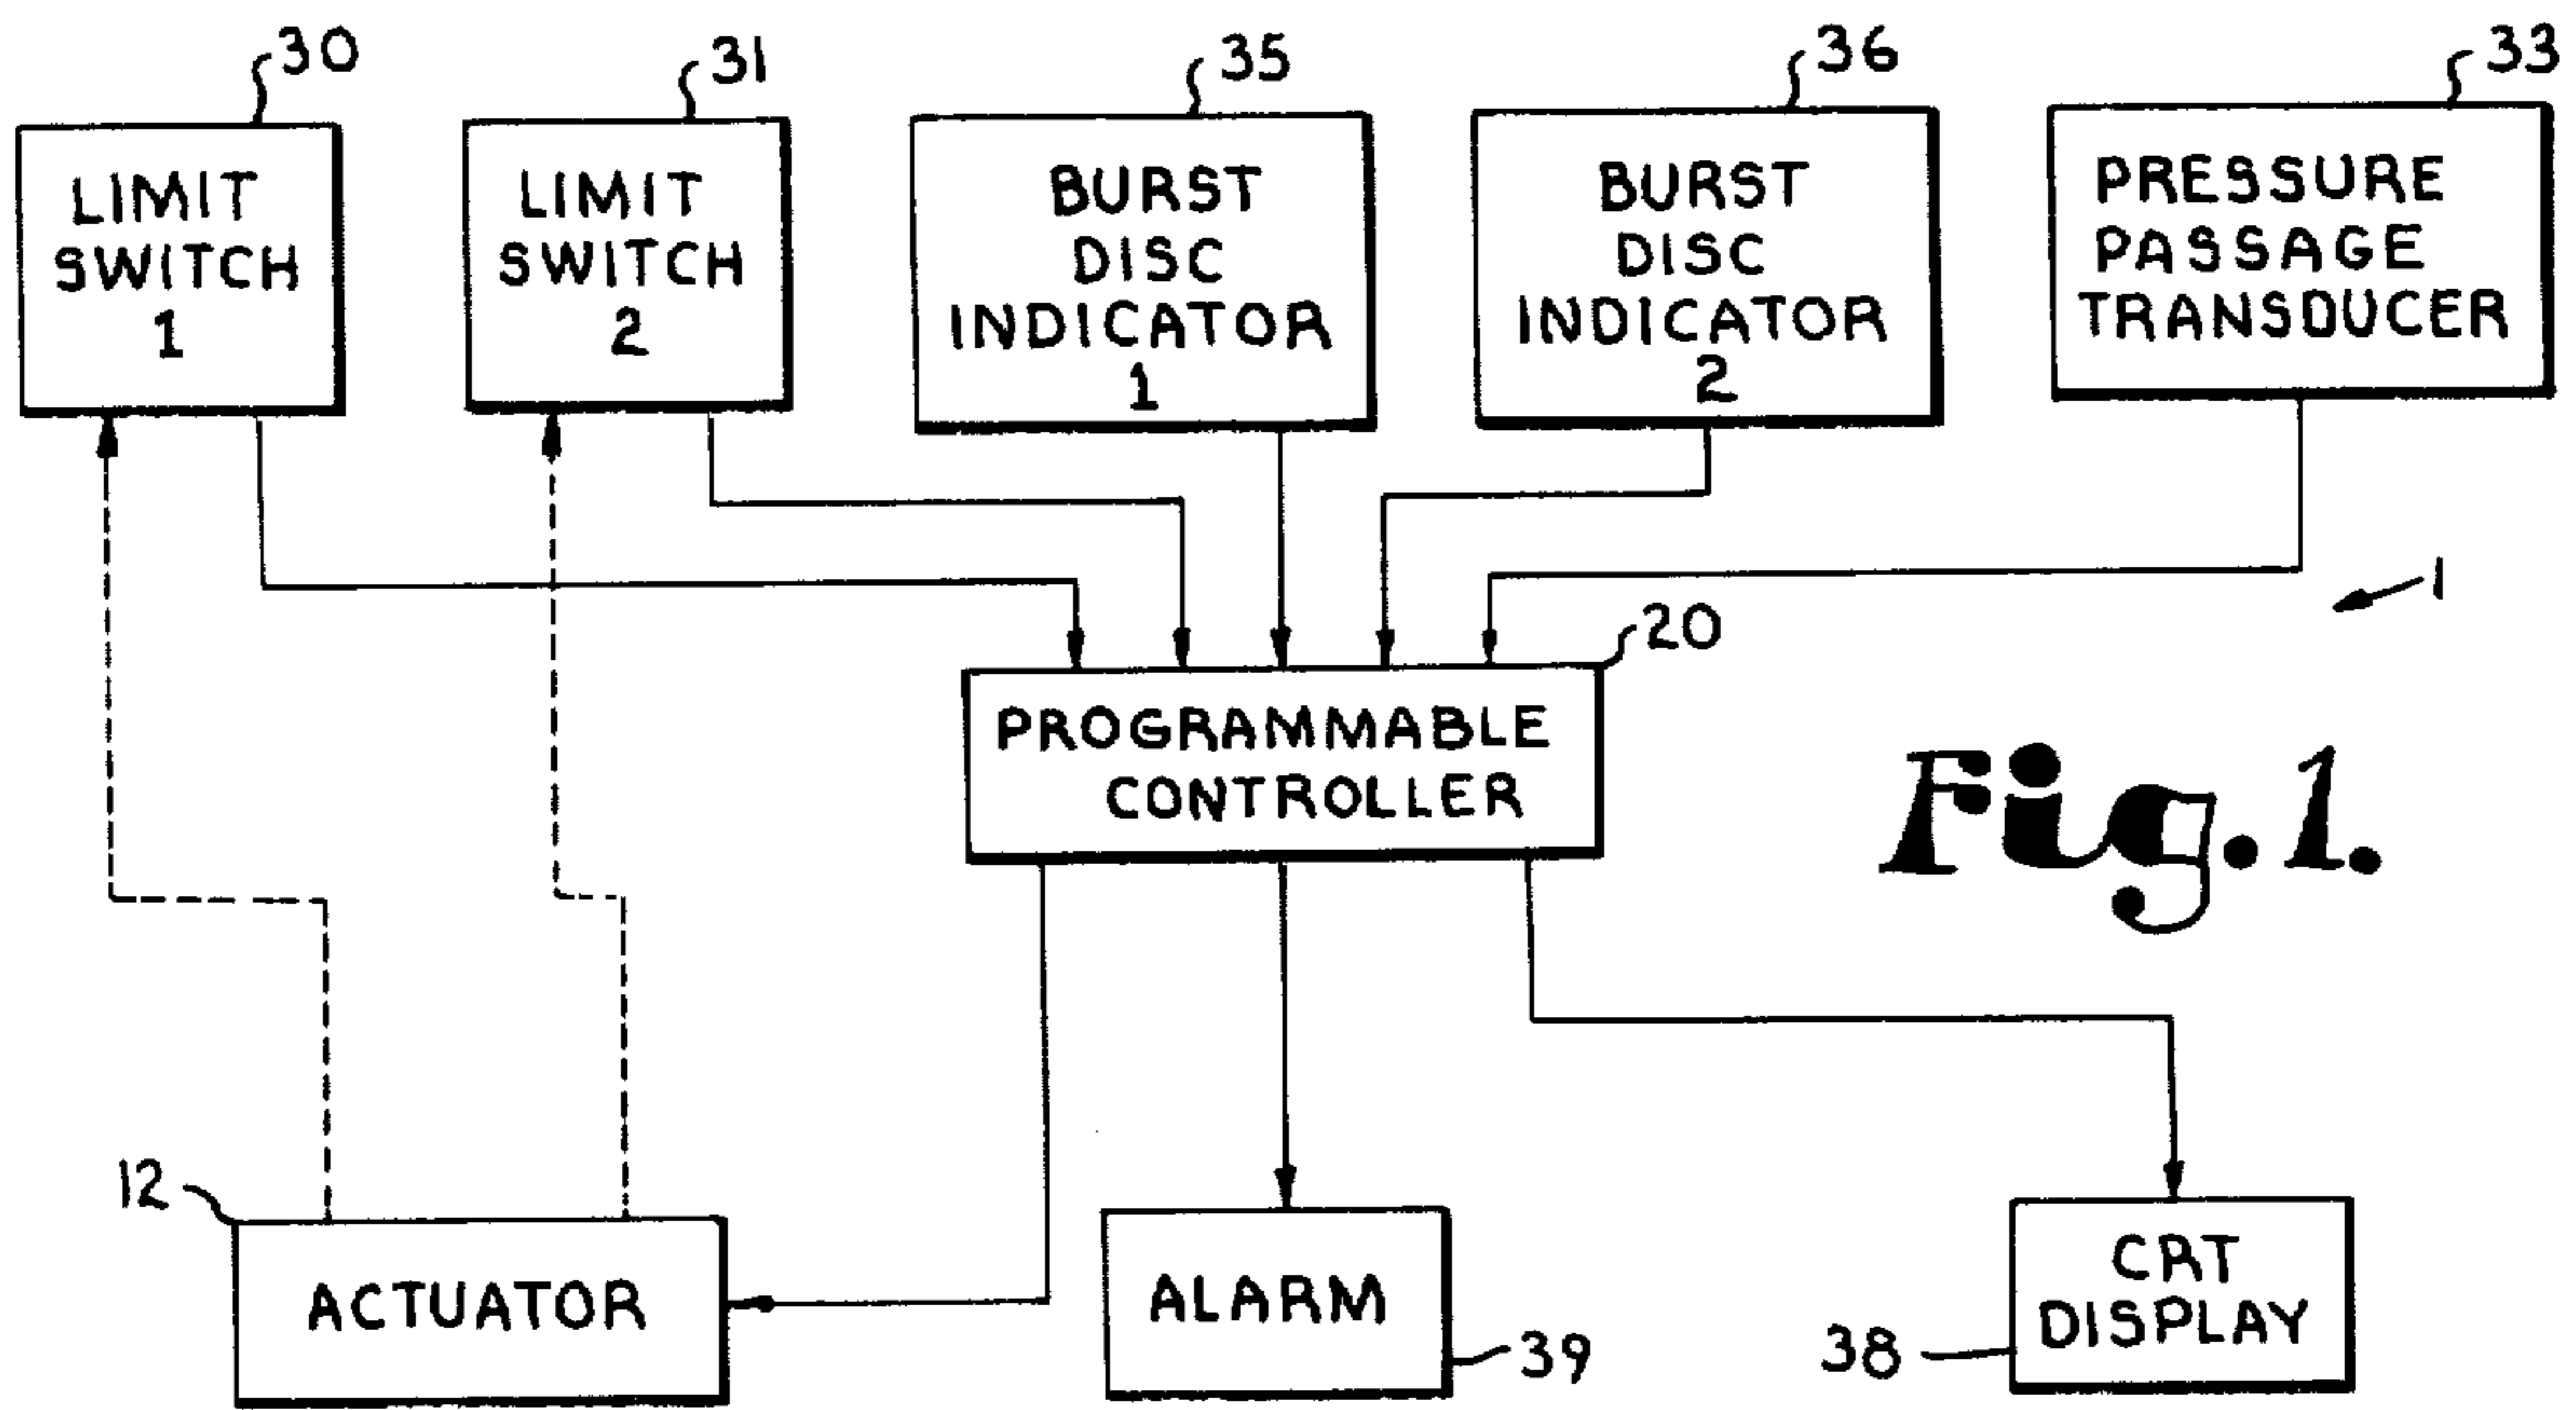 30
31
35
36
33
LIMIT
SWITCH
1
LIMIT
SWITCH
2
BURST
DISC
INDICATOR
1
BURST
DISC
INDICATOR
2
PRESSURE
PASSAGE
TRANSDUCER
1
20
PROGRAMMABLE
CONTROLLER
Fig.1.
12
ACTUATOR
ALARM
39
CRT
DISPLAY
38